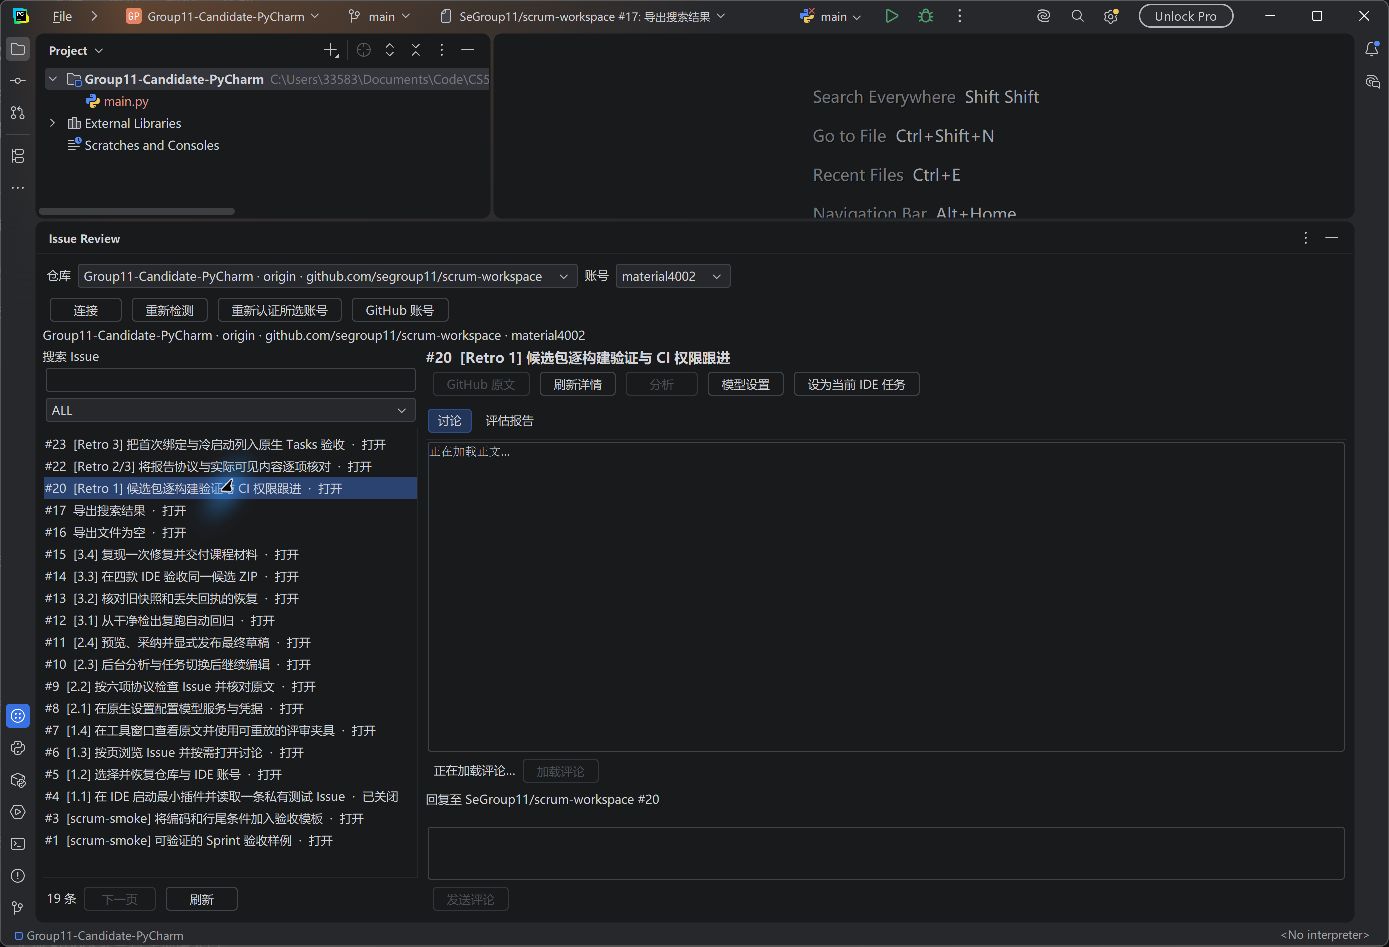 File
GP Group11-Candidate-PyCharm
main
SeGroup11/scrum-workspace #17: 导出搜索结果
main
Unlock Pro
Project
Group11-Candidate-PyCharm C:\Users\33583\Documents\Code\CS5
main.py
External Libraries
Scratches and Consoles
Search Everywhere Shift Shift
Go to File Ctrl+Shift+N
Recent Files Ctrl+E
Navigation Bar Alt+Home
Issue Review
仓库 Group11-Candidate-PyCharm · origin · github.com/segroup11/scrum-workspace 账号 material4002
连接 重新检测 重新认证所选账号 GitHub 账号
Group11-Candidate-PyCharm · origin · github.com/segroup11/scrum-workspace · material4002
搜索 Issue
ALL
#23 [Retro 3] 把首次绑定与冷启动列入原生 Tasks 验收 · 打开
#22 [Retro 2/3] 将报告协议与实际可见内容逐项核对 · 打开
#20 [Retro 1] 候选包逐构建验证与 CI 权限跟进 · 打开
#17 导出搜索结果 · 打开
#16 导出文件为空 · 打开
#15 [3.4] 复现一次修复并交付课程材料 · 打开
#14 [3.3] 在四款 IDE 验收同一候选 ZIP · 打开
#13 [3.2] 核对旧快照和丢失回执的恢复 · 打开
#12 [3.1] 从干净检出复跑自动回归 · 打开
#11 [2.4] 预览、采纳并显式发布最终草稿 · 打开
#10 [2.3] 后台分析与任务切换后继续编辑 · 打开
#9 [2.2] 按六项协议检查 Issue 并核对原文 · 打开
#8 [2.1] 在原生设置配置模型服务与凭据 · 打开
#7 [1.4] 在工具窗口查看原文并使用可重放的评审夹具 · 打开
#6 [1.3] 按页浏览 Issue 并按需打开讨论 · 打开
#5 [1.2] 选择并恢复仓库与 IDE 账号 · 打开
#4 [1.1] 在 IDE 启动最小插件并读取一条私有测试 Issue · 已关闭
#3 [scrum-smoke] 将编码和行尾条件加入验收模板 · 打开
#1 [scrum-smoke] 可验证的 Sprint 验收样例 · 打开
19 条 下一页 刷新
#20 [Retro 1] 候选包逐构建验证与 CI 权限跟进
GitHub 原文 刷新详情 分析 模型设置 设为当前 IDE 任务
讨论 评估报告
正在加载正文...
正在加载评论... 加载评论
回复至 SeGroup11/scrum-workspace #20
发送评论
Group11-Candidate-PyCharm
<No interpreter>